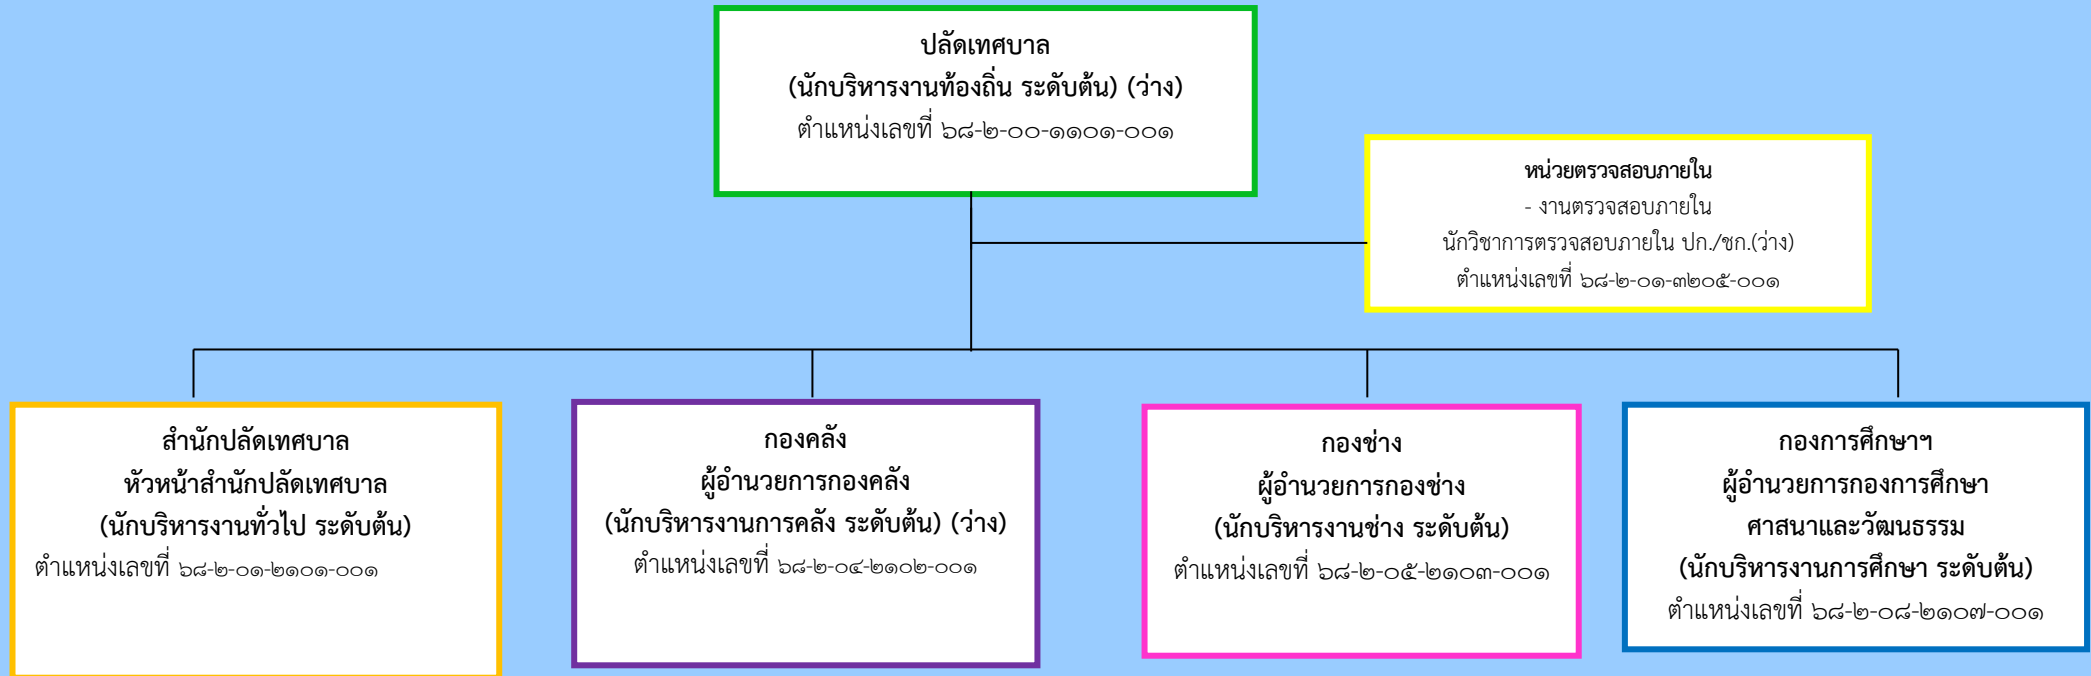 ปลัดเทศบาล
(นักบริหารงานท้องถิ่น ระดับต้น) (ว่าง)
ตำแหน่งเลขที่ ๖๘-๒-๐๐-๑๑๐๑-๐๐๑
หน่วยตรวจสอบภายใน
- งานตรวจสอบภายใน
นักวิชาการตรวจสอบภายใน ปก./ชก.(ว่าง)
ตำแหน่งเลขที่ ๖๘-๒-๐๑-๓๒๐๕-๐๐๑
สำนักปลัดเทศบาล
หัวหน้าสำนักปลัดเทศบาล
(นักบริหารงานทั่วไป ระดับต้น)
ตำแหน่งเลขที่ ๖๘-๒-๐๑-๒๑๐๑-๐๐๑
กองคลัง
ผู้อำนวยการกองคลัง
(นักบริหารงานการคลัง ระดับต้น) (ว่าง)
ตำแหน่งเลขที่ ๖๘-๒-๐๔-๒๑๐๒-๐๐๑
กองช่าง
ผู้อำนวยการกองช่าง
(นักบริหารงานช่าง ระดับต้น)
ตำแหน่งเลขที่ ๖๘-๒-๐๕-๒๑๐๓-๐๐๑
กองการศึกษาฯ
ผู้อำนวยการกองการศึกษา
ศาสนาและวัฒนธรรม
(นักบริหารงานการศึกษา ระดับต้น)
ตำแหน่งเลขที่ ๖๘-๒-๐๘-๒๑๐๗-๐๐๑